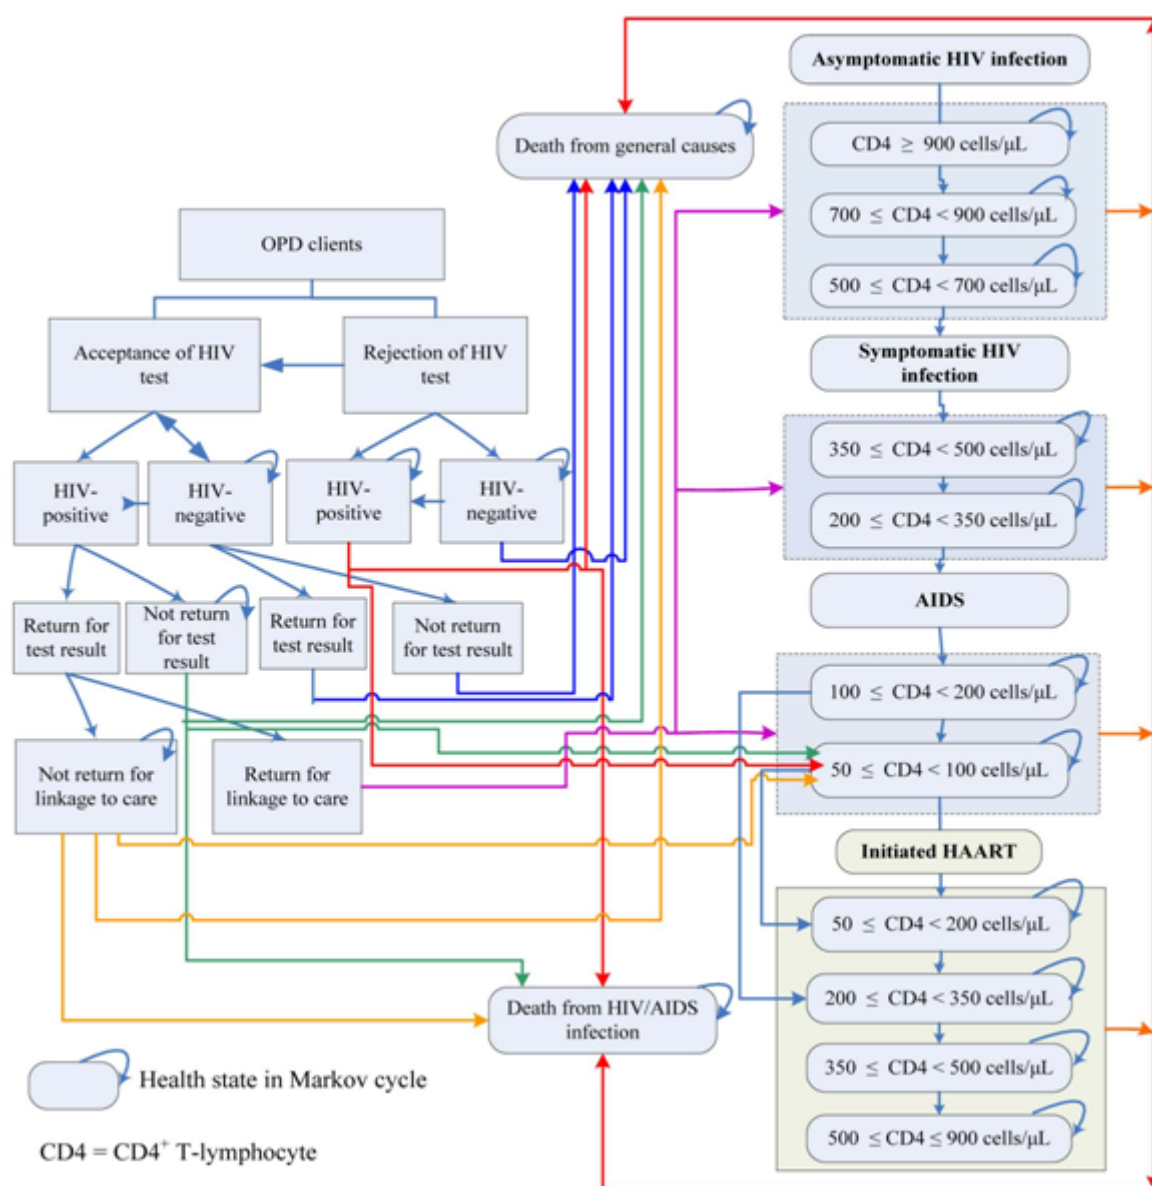 OPD clients
Acceptance of HIV
test
Rejection of HIV
test
HIV-
positive
HIV-
negative
HIV-
positive
HIV-
negative
Return for
test result
Not return
for test
result
Return for
test result
Not return
for test result
Not return for
linkage to care
Return for
linkage to care
Death from general causes
Death from HIV/AIDS
infection
Asymptomatic HIV infection
CD4 ≥ 900 cells/μL
700 ≤ CD4 < 900 cells/μL
500 ≤ CD4 < 700 cells/μL
Symptomatic HIV
infection
350 ≤ CD4 < 500 cells/μL
200 ≤ CD4 < 350 cells/μL
AIDS
100 ≤ CD4 < 200 cells/μL
50 ≤ CD4 < 100 cells/μL
Initiated HAART
50 ≤ CD4 < 200 cells/μL
200 ≤ CD4 < 350 cells/μL
350 ≤ CD4 < 500 cells/μL
500 ≤ CD4 ≤ 900 cells/μL
Health state in Markov cycle
CD4 = CD4⁺ T-lymphocyte